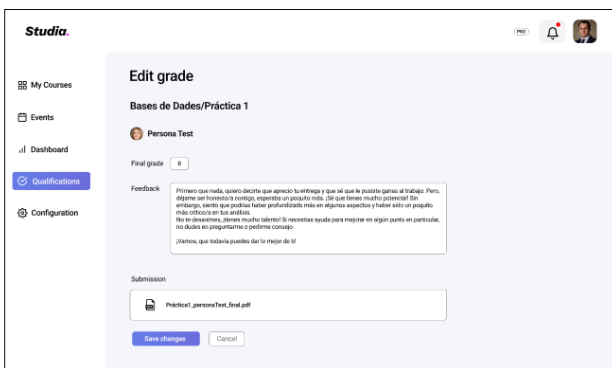 Studia.
PRO
My Courses
Events
Dashboard
Qualifications
Configuration
Edit grade
Bases de Dades/Práctica 1
Persona Test
Final grade 8
Feedback
Primero que nada, quiero decirte que aprecio tu entrega y que sé que le pusiste ganas al trabajo. Pero,
déjame ser honesto/a contigo, esperaba un poquito más. ¡Sé que tienes mucho potencial! Sin
embargo, siento que podrías haber profundizado más en algunos aspectos y haber sido un poquito
más crítico/a en tus análisis.
No te desanimes, ¡tienes mucho talento! Si necesitas ayuda para mejorar en algún punto en particular,
no dudes en preguntarme o pedirme consejo.
¡Vamos, que todavía puedes dar lo mejor de ti!
Submission
Práctica1_personaTest_final.pdf
Save changes
Cancel